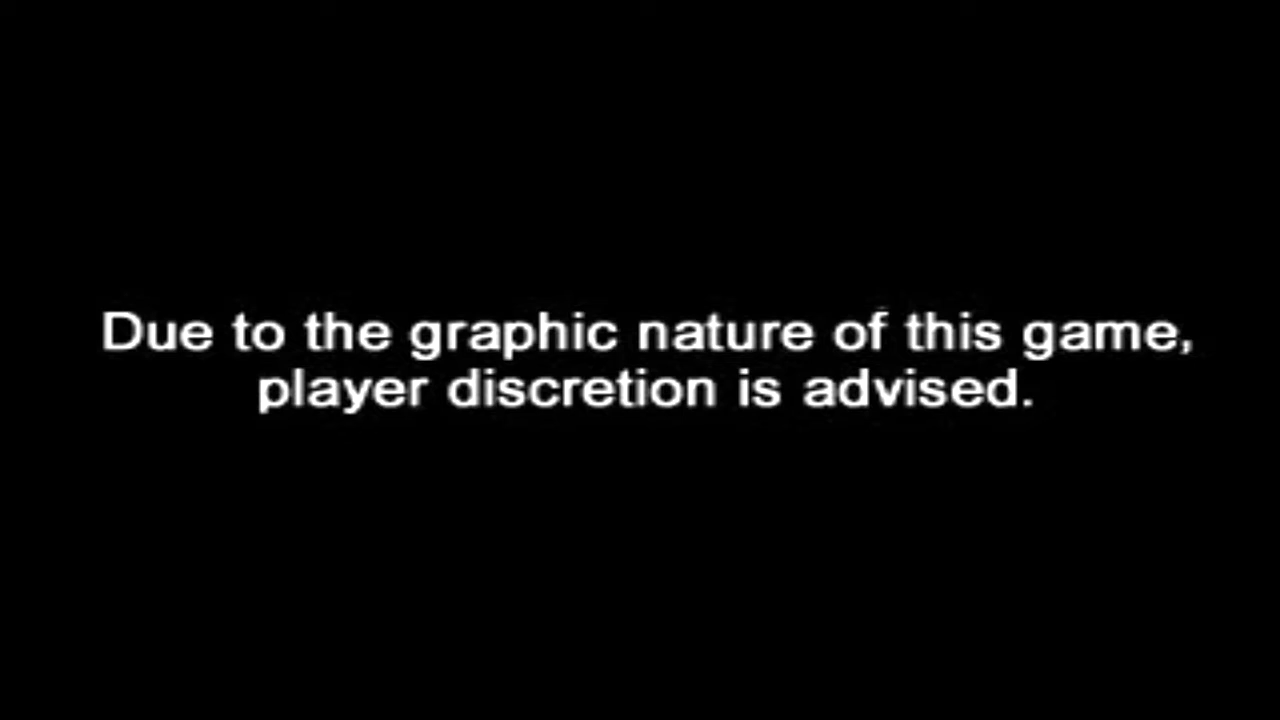 Due to the graphic nature of this game,
player discretion is advised.